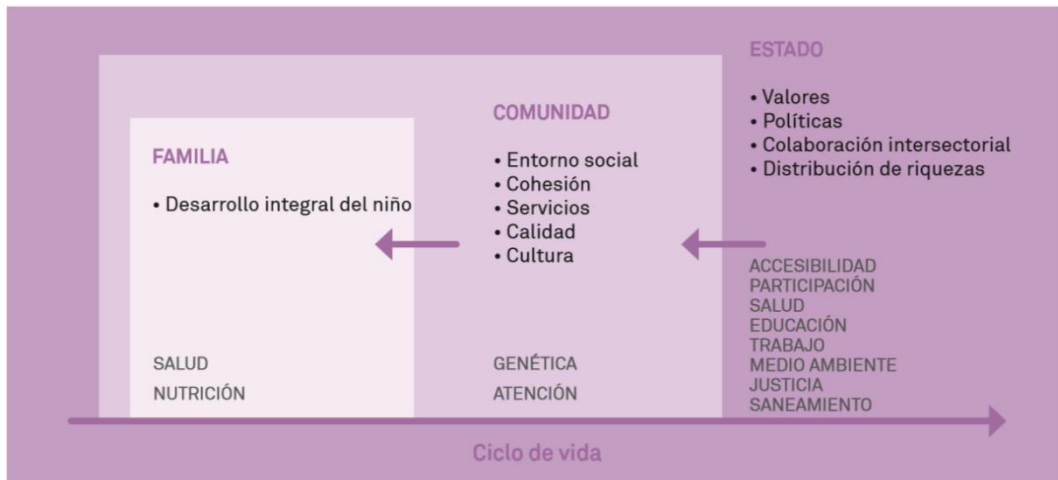 FAMILIA
• Desarrollo integral del niño
SALUD
NUTRICIÓN
COMUNIDAD
• Entorno social
• Cohesión
• Servicios
• Calidad
• Cultura
GENÉTICA
ATENCIÓN
ESTADO
• Valores
• Políticas
• Colaboración intersectorial
• Distribución de riquezas
ACCESIBILIDAD
PARTICIPACIÓN
SALUD
EDUCACIÓN
TRABAJO
MEDIO AMBIENTE
JUSTICIA
SANEAMIENTO
Ciclo de vida